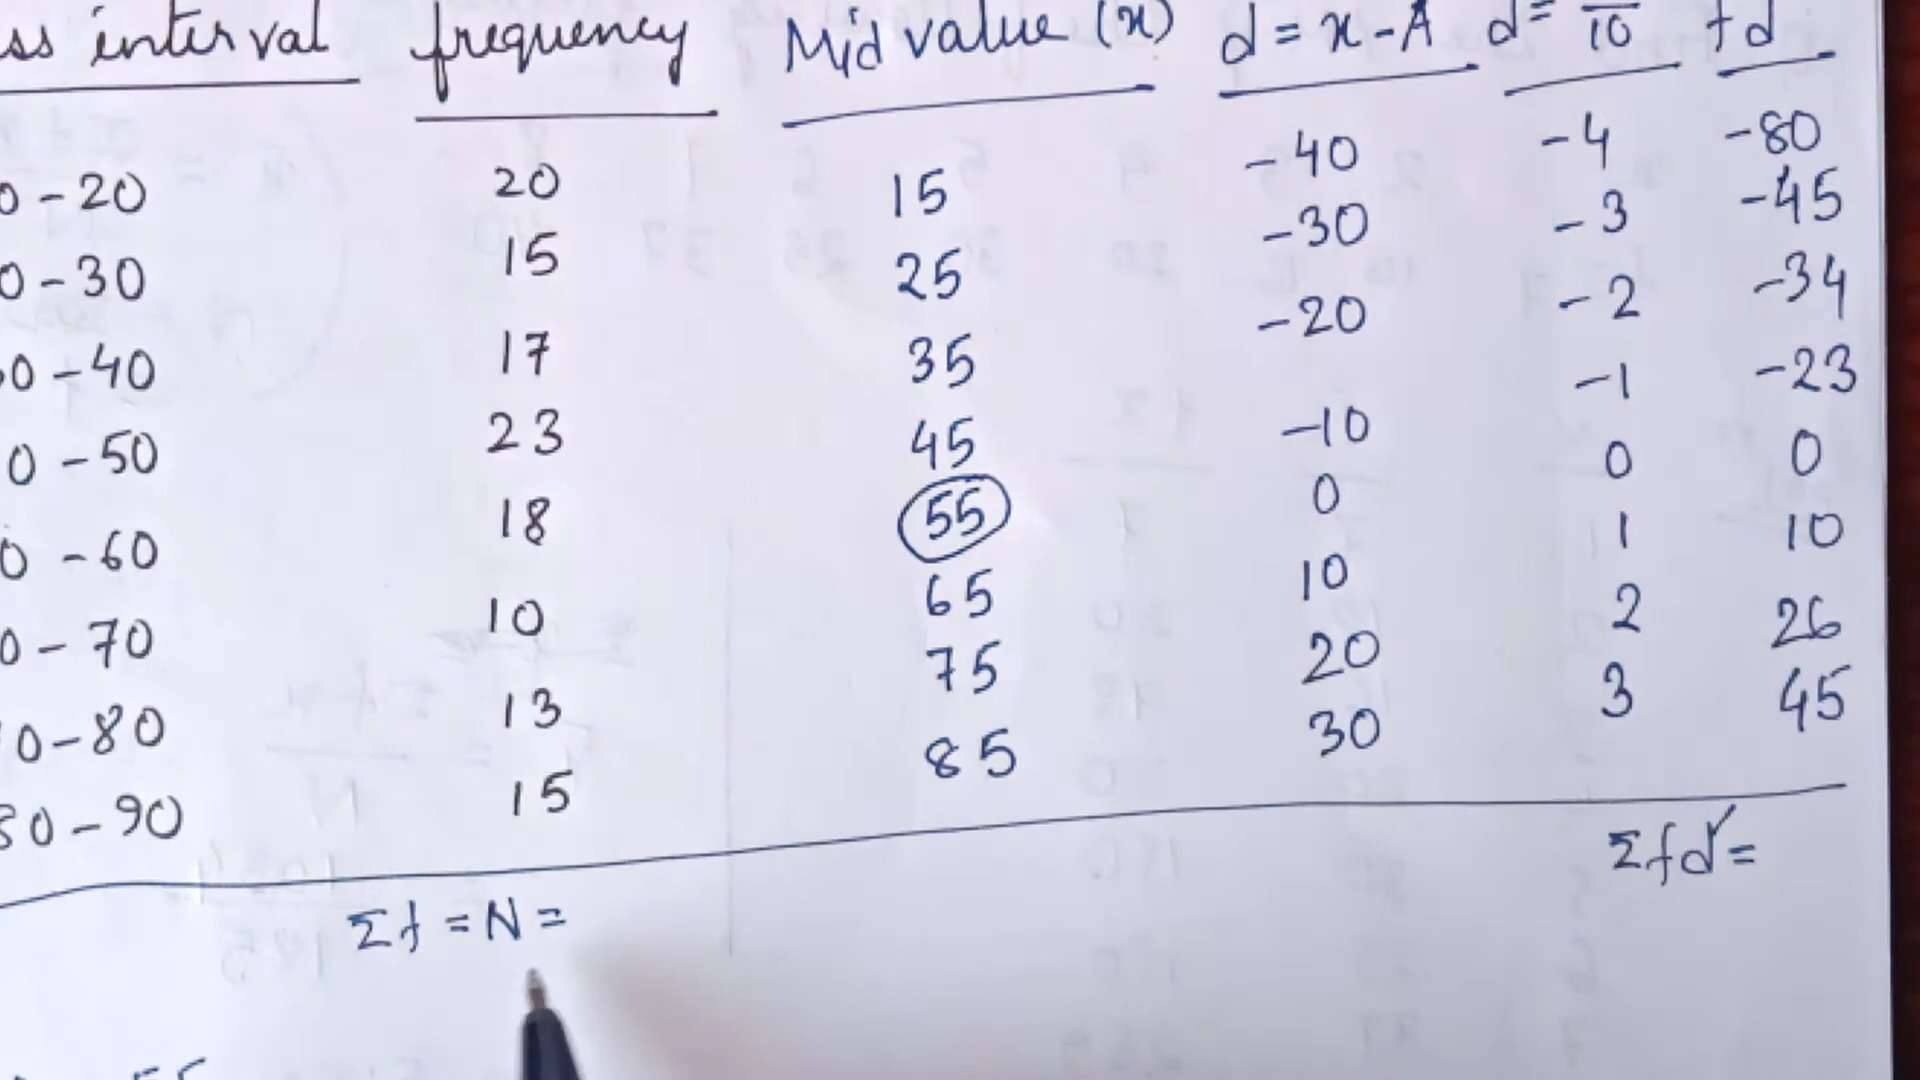 ss interval frequency Mid value (x) d = x - A d' = /10 fd
0 - 20 20 15 -40 -4 -80
0 - 30 15 25 -30 -3 -45
0 - 40 17 35 -20 -2 -34
0 - 50 23 45 -10 -1 -23
0 - 60 18 55 0 0 0
0 - 70 10 65 10 1 10
0 - 80 13 75 20 2 26
80 - 90 15 85 30 3 45
Σf = N = Σfd' =